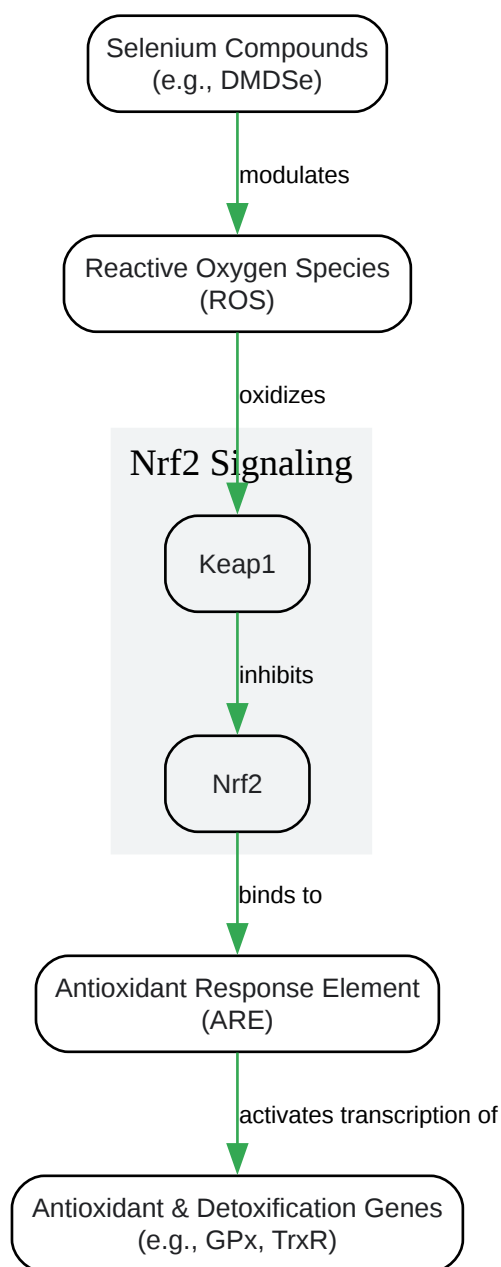 Selenium Compounds
(e.g., DMDSe)
modulates
Reactive Oxygen Species
(ROS)
oxidizes
Nrf2 Signaling
Keap1
inhibits
Nrf2
binds to
Antioxidant Response Element
(ARE)
activates transcription of
Antioxidant & Detoxification Genes
(e.g., GPx, TrxR)